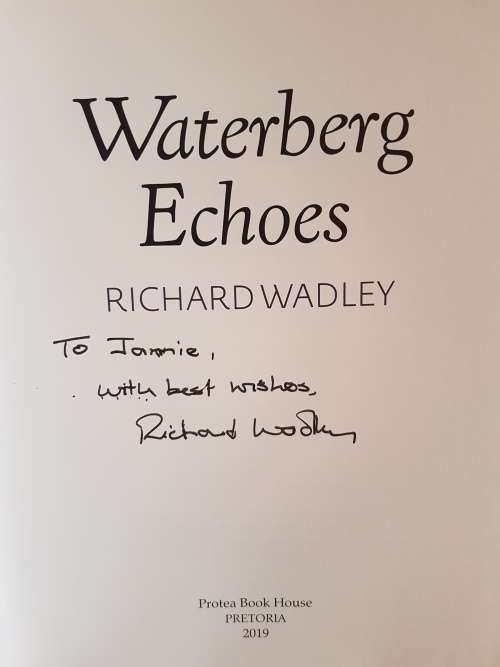 Waterberg
Echoes
RICHARD WADLEY
To Jannie,
with best wishes,
Richard Wadley
Protea Book House
PRETORIA
2019